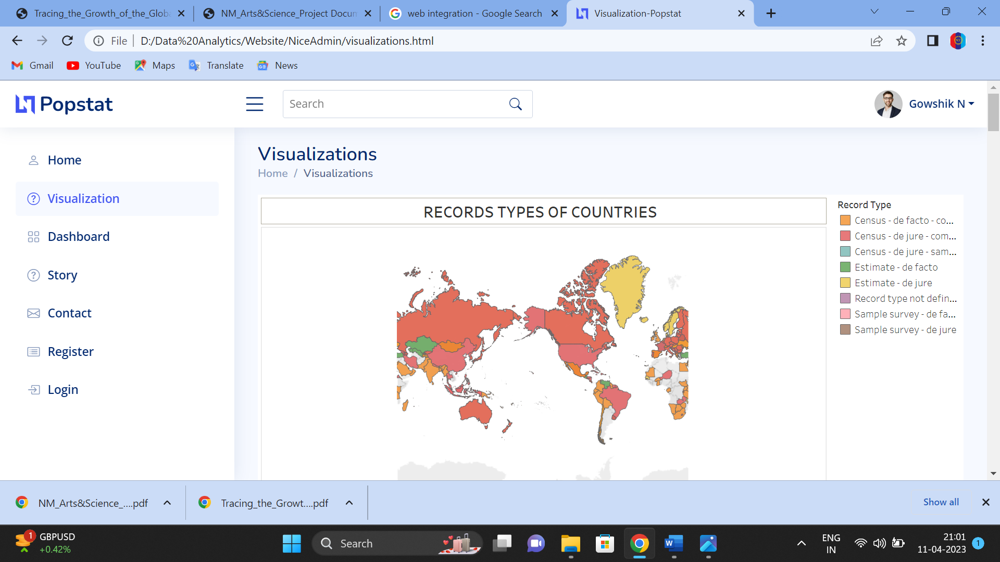 Tracing_the_Growth_of_the_Globa
NM_Arts&Science_Project Docum
web integration - Google Search
Visualization-Popstat
File
D:/Data%20Analytics/Website/NiceAdmin/visualizations.html
Gmail
YouTube
Maps
Translate
News
Popstat
Search
Gowshik N
Home
Visualization
Dashboard
Story
Contact
Register
Login
Visualizations
Home / Visualizations
RECORDS TYPES OF COUNTRIES
Record Type
Census - de facto - co...
Census - de jure - com...
Census - de jure - sam...
Estimate - de facto
Estimate - de jure
Record type not defin...
Sample survey - de fa...
Sample survey - de jure
NM_Arts&Science_....pdf
Tracing_the_Growt....pdf
Show all
1
GBPUSD
+0.42%
Search
ENG
IN
21:01
11-04-2023
1